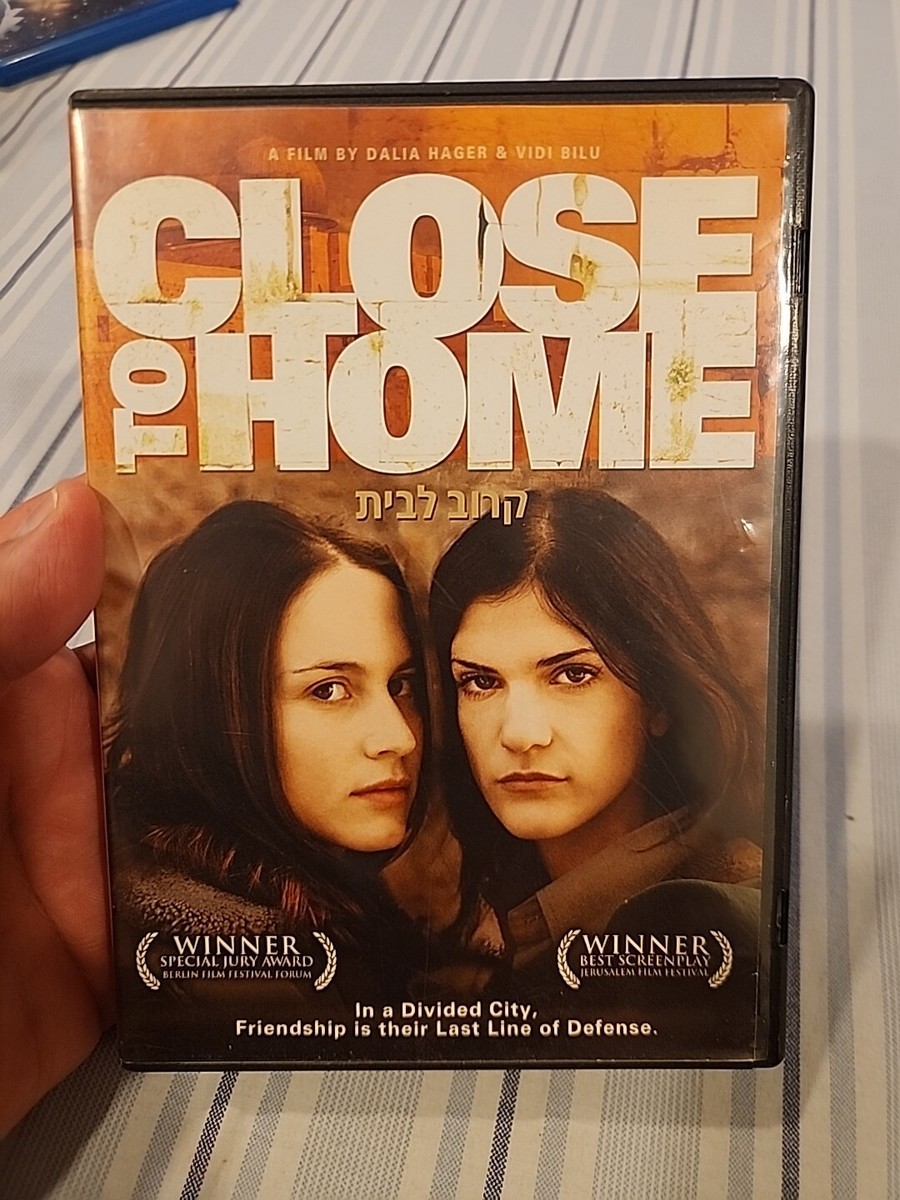 A FILM BY DALIA HAGER & VIDI BILU
CLOSE
TO HOME
קרוב לבית
WINNER
SPECIAL JURY AWARD
BERLIN FILM FESTIVAL FORUM
WINNER
BEST SCREENPLAY
JERUSALEM FILM FESTIVAL
In a Divided City,
Friendship is their Last Line of Defense.